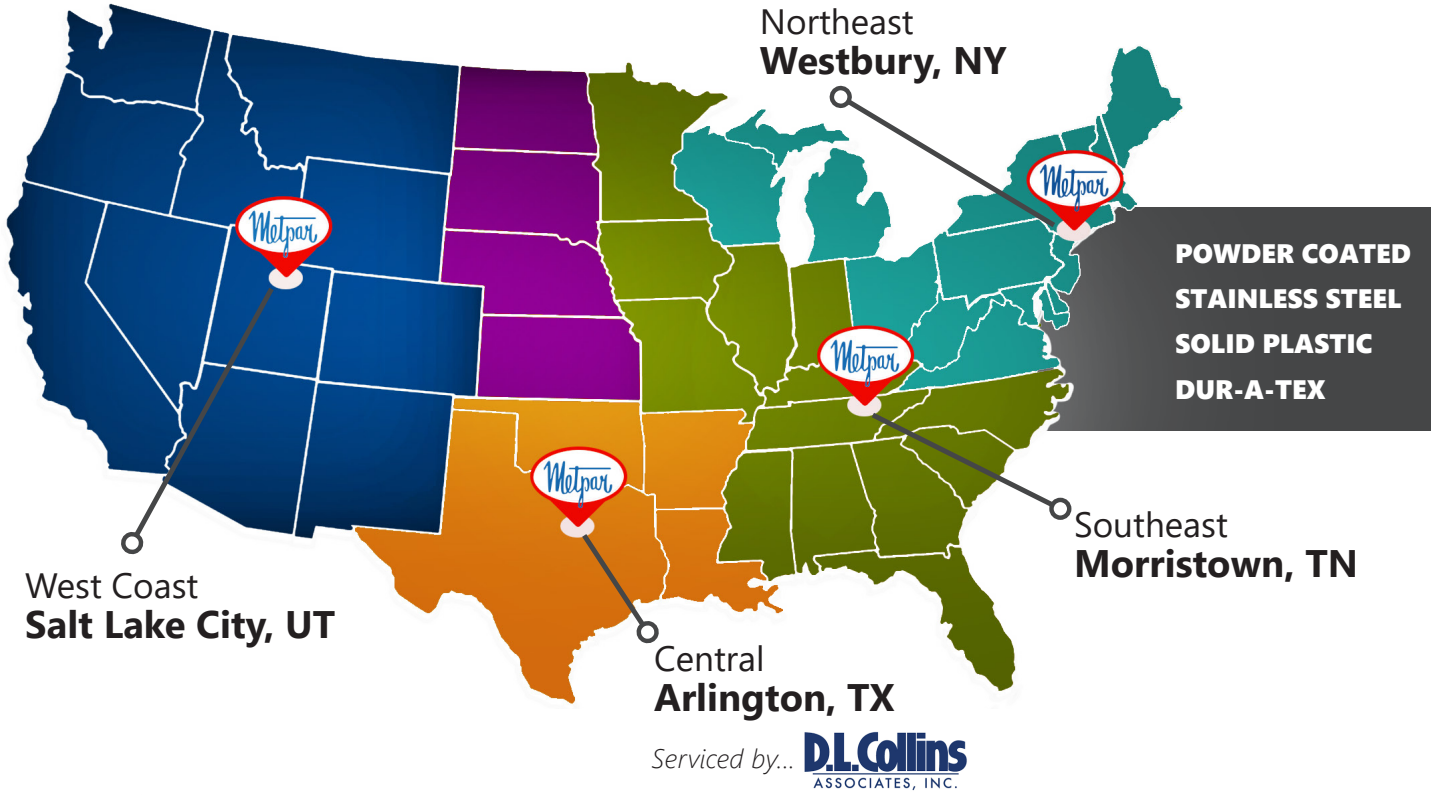 Northeast
Westbury, NY
Metpar
Metpar
POWDER COATED
STAINLESS STEEL
SOLID PLASTIC
DUR-A-TEX
Metpar
Metpar
Southeast
Morristown, TN
West Coast
Salt Lake City, UT
Central
Arlington, TX
Serviced by... D.L.Collins
ASSOCIATES, INC.